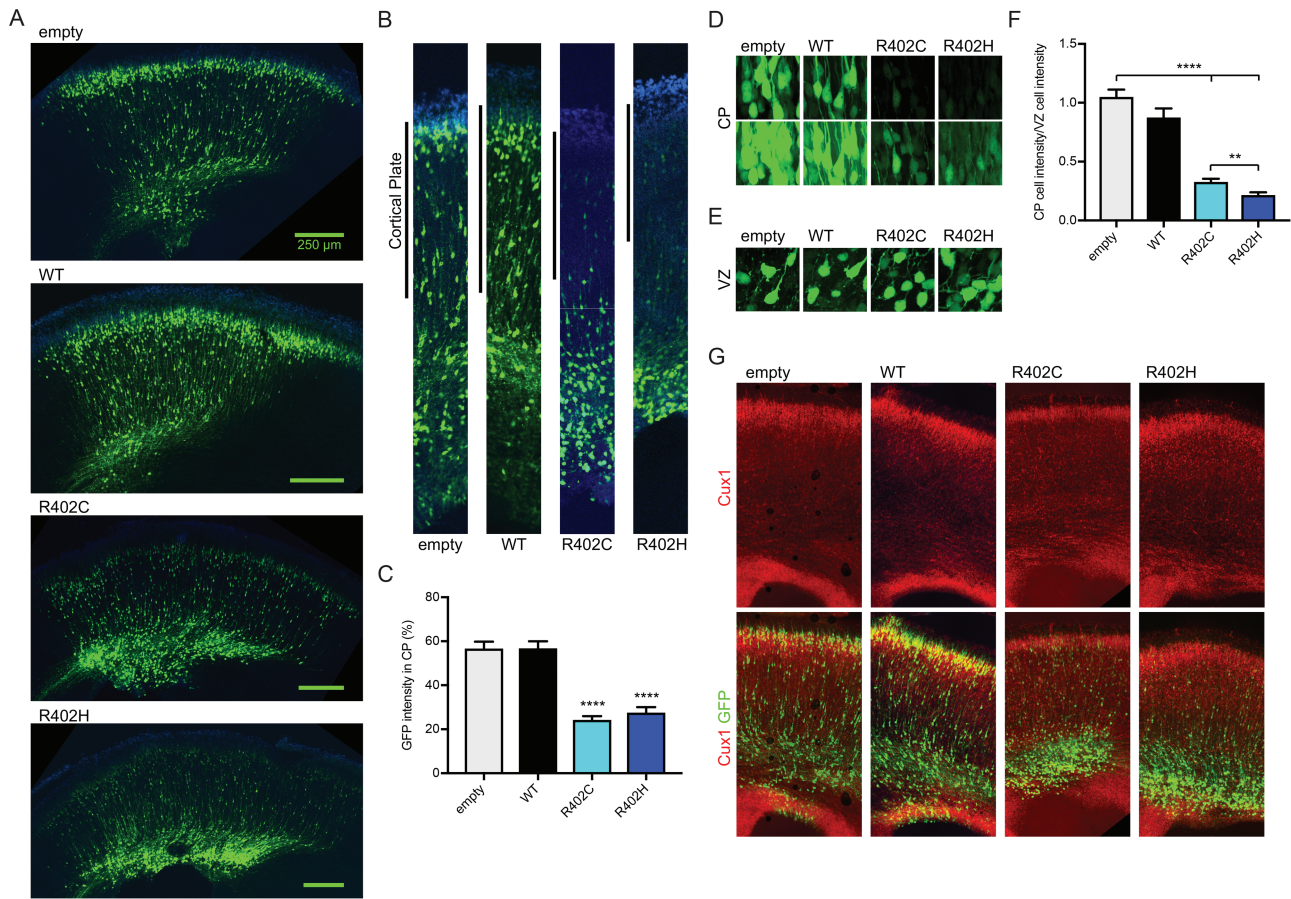 A
empty
250 µm
WT
R402C
R402H
B
Cortical Plate
empty
WT
R402C
R402H
C
GFP intensity in CP (%)
80
60
40
20
0
****
****
empty
WT
R402C
R402H
D
empty
WT
R402C
R402H
CP
E
empty
WT
R402C
R402H
VZ
F
CP cell intensity/VZ cell intensity
1.5
1.0
0.5
0.0
****
**
empty
WT
R402C
R402H
G
empty
WT
R402C
R402H
Cux1
Cux1 GFP